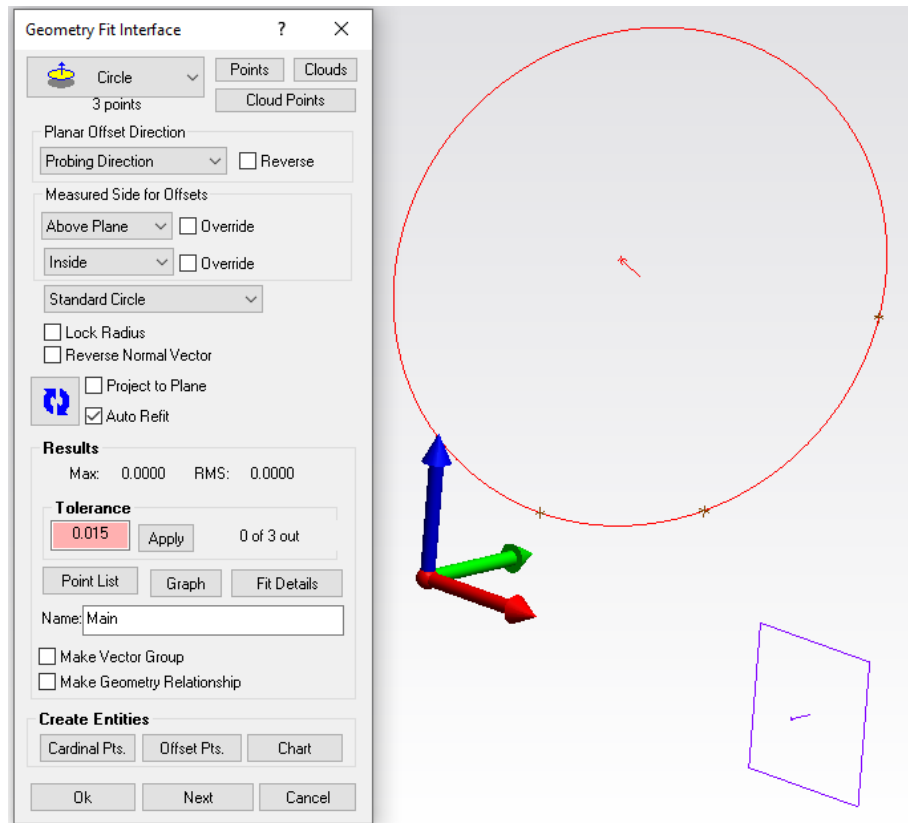 Geometry Fit Interface ? ×
Circle Points Clouds
3 points Cloud Points
Planar Offset Direction
Probing Direction Reverse
Measured Side for Offsets
Above Plane Override
Inside Override
Standard Circle
Lock Radius
Reverse Normal Vector
Project to Plane
Auto Refit
Results
Max: 0.0000 RMS: 0.0000
Tolerance
0.015 Apply 0 of 3 out
Point List Graph Fit Details
Name: Main
Make Vector Group
Make Geometry Relationship
Create Entities
Cardinal Pts. Offset Pts. Chart
Ok Next Cancel